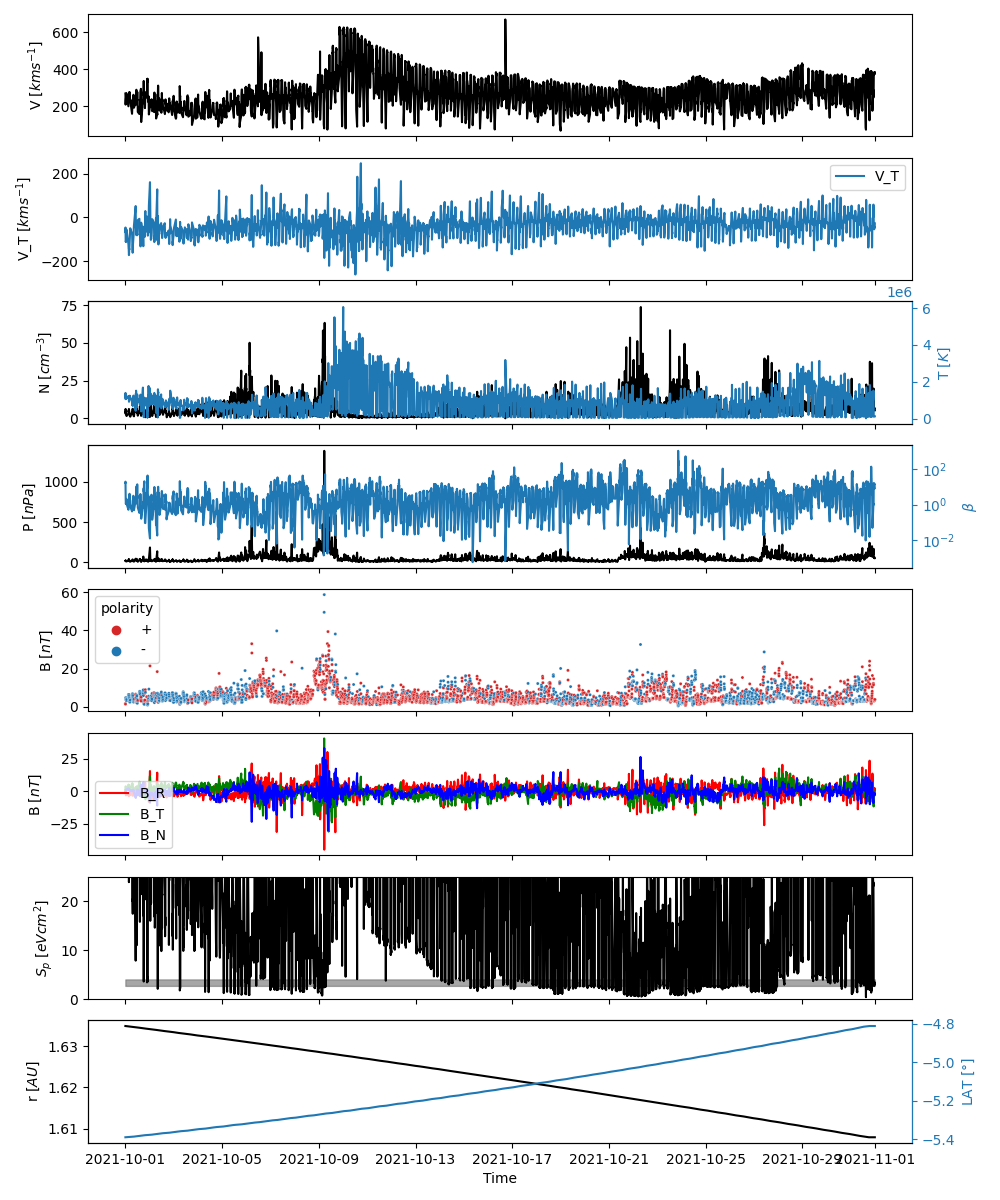 V [kms⁻¹]
600
400
200
V_T [kms⁻¹]
200
0
−200
V_T
N [cm⁻³]
75
50
25
0
1e6
6
4
2
0
T [K]
P [nPa]
1000
500
0
10²
10⁰
10⁻²
β
B [nT]
60
40
20
0
polarity
+
-
B [nT]
25
0
−25
B_R
B_T
B_N
Sₚ [eVcm²]
20
10
0
r [AU]
1.63
1.62
1.61
−4.8
−5.0
−5.2
−5.4
LAT [°]
2021-10-01 2021-10-05 2021-10-09 2021-10-13 2021-10-17 2021-10-21 2021-10-25 2021-10-29 2021-11-01
Time